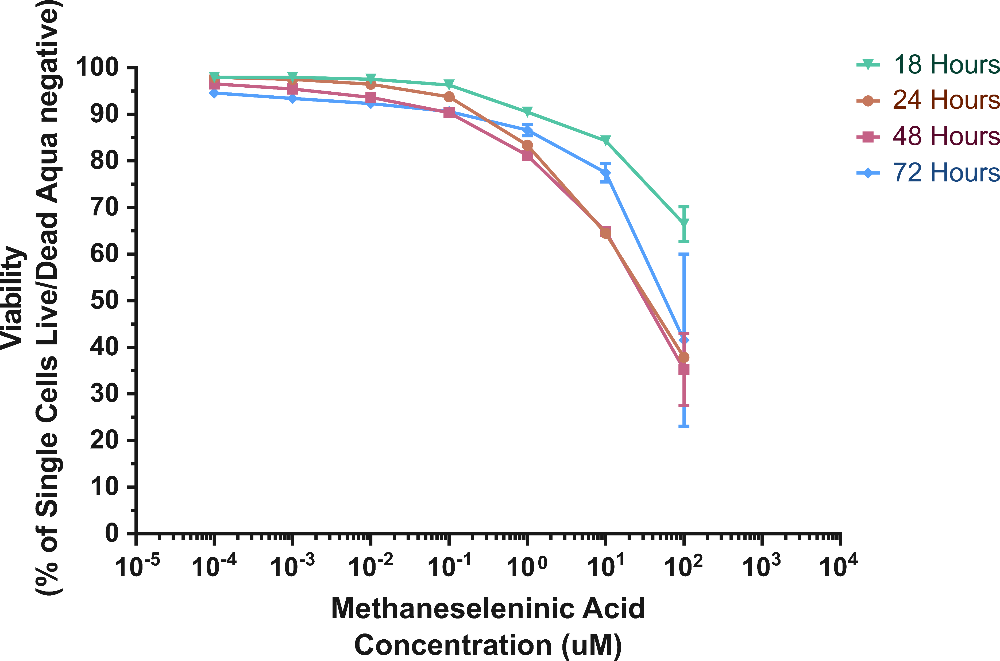 Viability
(% of Single Cells Live/Dead Aqua negative)
100
90
80
70
60
50
40
30
20
10
0
10-5
10-4
10-3
10-2
10-1
100
101
102
103
104
Methaneseleninic Acid
Concentration (uM)
18 Hours
24 Hours
48 Hours
72 Hours